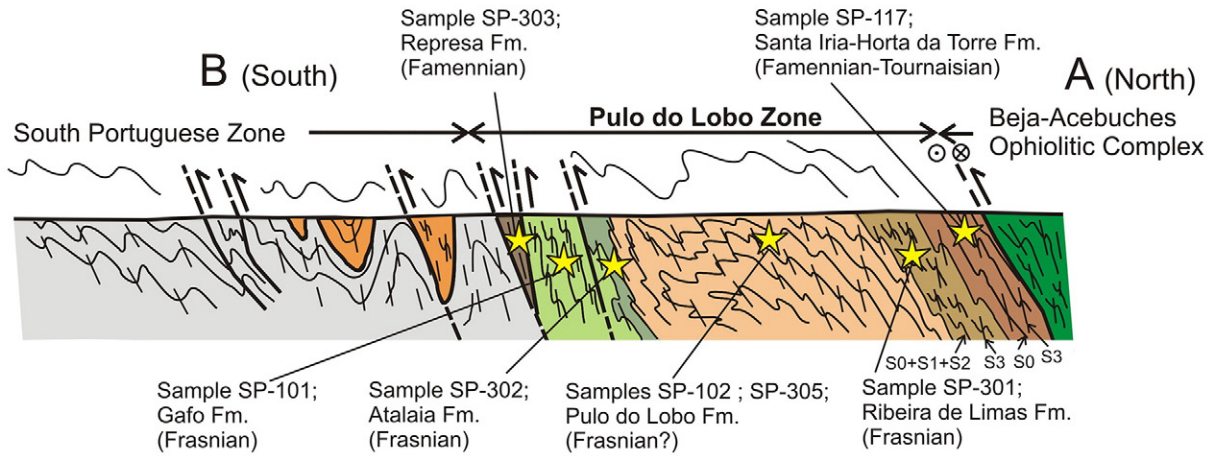 Sample SP-303;
Represa Fm.
(Famennian)
Sample SP-117;
Santa Iria-Horta da Torre Fm.
(Famennian-Tournaisian)
B (South)
A (North)
South Portuguese Zone
Pulo do Lobo Zone
Beja-Acebuches
Ophiolitic Complex
S0+S1+S2
S3
S0
S3
Sample SP-101;
Gafo Fm.
(Frasnian)
Sample SP-302;
Atalaia Fm.
(Frasnian)
Samples SP-102 ; SP-305;
Pulo do Lobo Fm.
(Frasnian?)
Sample SP-301;
Ribeira de Limas Fm.
(Frasnian)